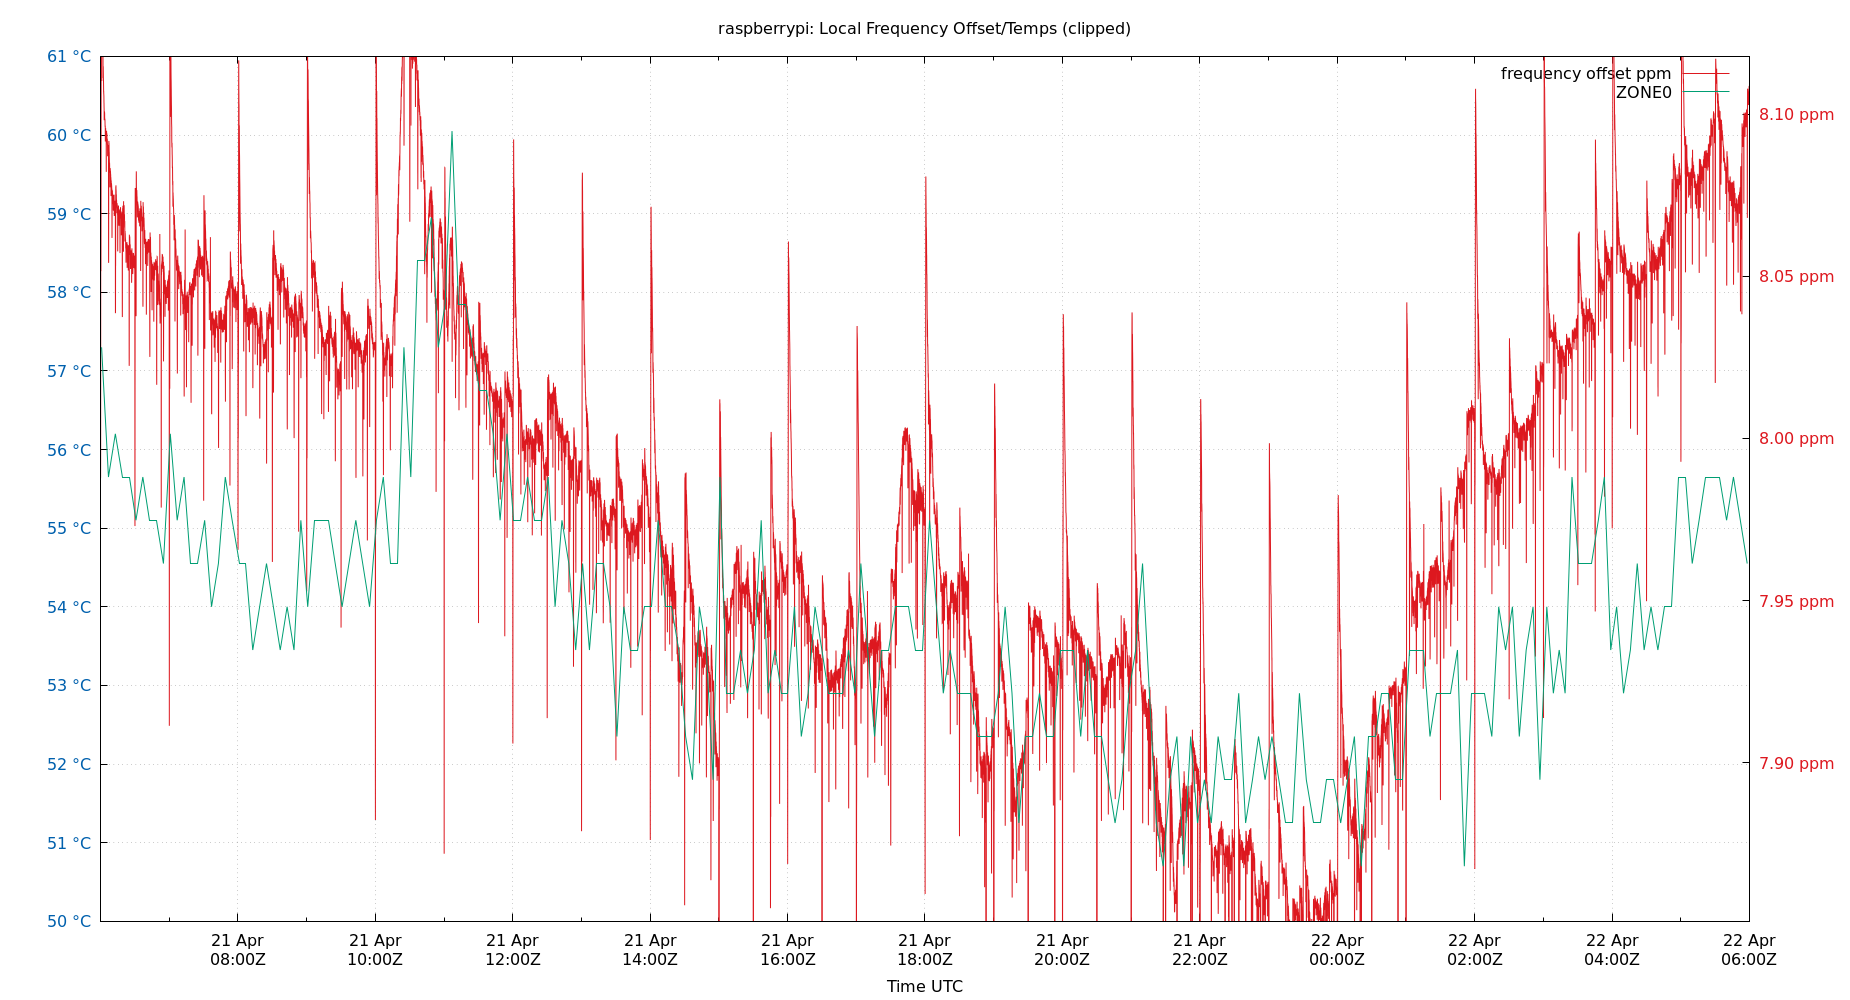 raspberrypi: Local Frequency Offset/Temps (clipped)
61 °C
60 °C
59 °C
58 °C
57 °C
56 °C
55 °C
54 °C
53 °C
52 °C
51 °C
50 °C
frequency offset ppm
ZONE0
8.10 ppm
8.05 ppm
8.00 ppm
7.95 ppm
7.90 ppm
21 Apr
08:00Z
21 Apr
10:00Z
21 Apr
12:00Z
21 Apr
14:00Z
21 Apr
16:00Z
21 Apr
18:00Z
21 Apr
20:00Z
21 Apr
22:00Z
22 Apr
00:00Z
22 Apr
02:00Z
22 Apr
04:00Z
22 Apr
06:00Z
Time UTC